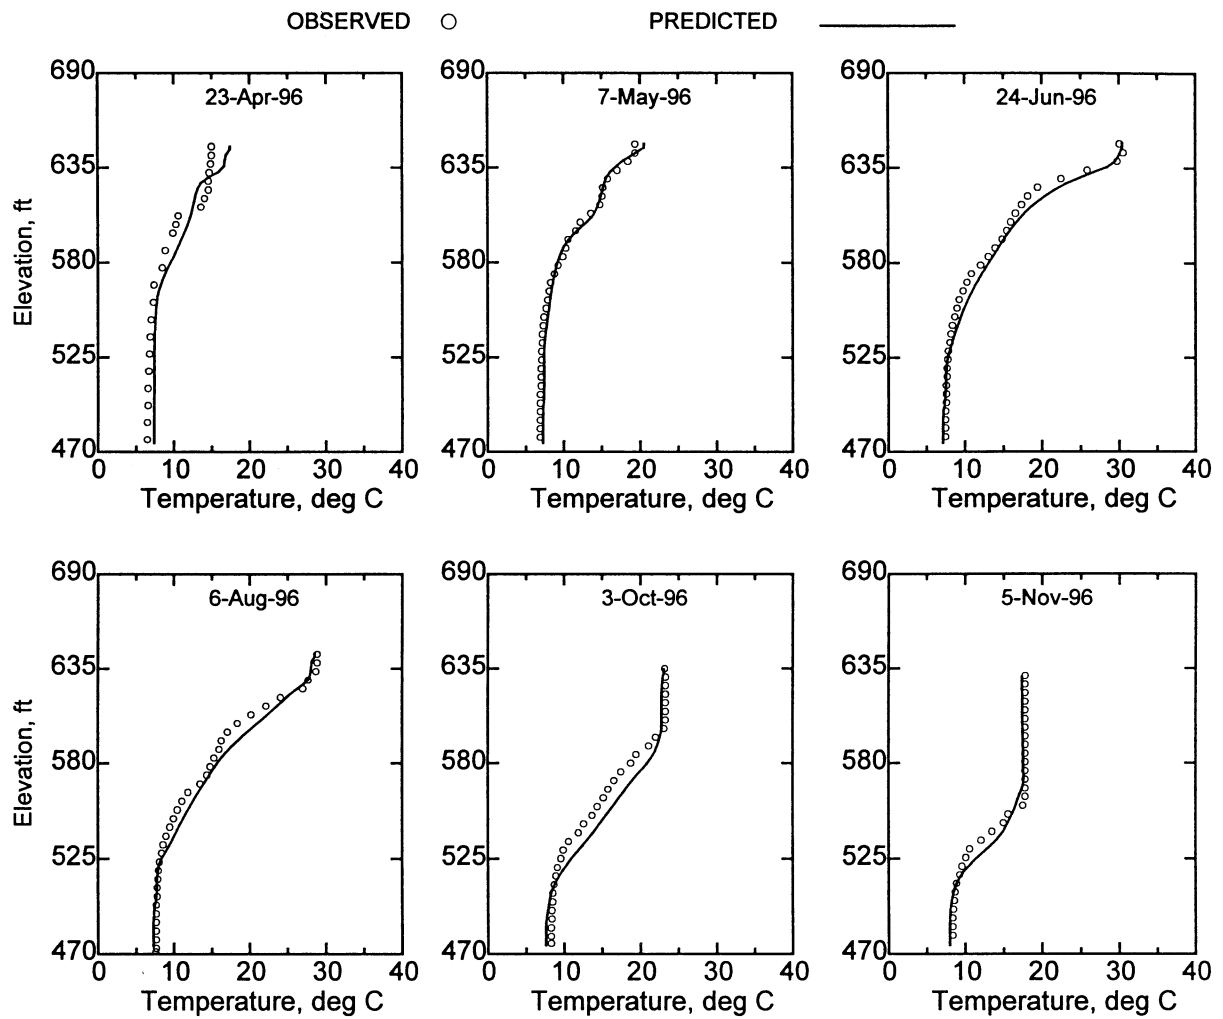 OBSERVED PREDICTED
690
23-Apr-96
635
580
525
470
0 10 20 30 40
Temperature, deg C
Elevation, ft
690
7-May-96
635
580
525
470
0 10 20 30 40
Temperature, deg C
690
24-Jun-96
635
580
525
470
0 10 20 30 40
Temperature, deg C
690
6-Aug-96
635
580
525
470
0 10 20 30 40
Temperature, deg C
Elevation, ft
690
3-Oct-96
635
580
525
470
0 10 20 30 40
Temperature, deg C
690
5-Nov-96
635
580
525
470
0 10 20 30 40
Temperature, deg C